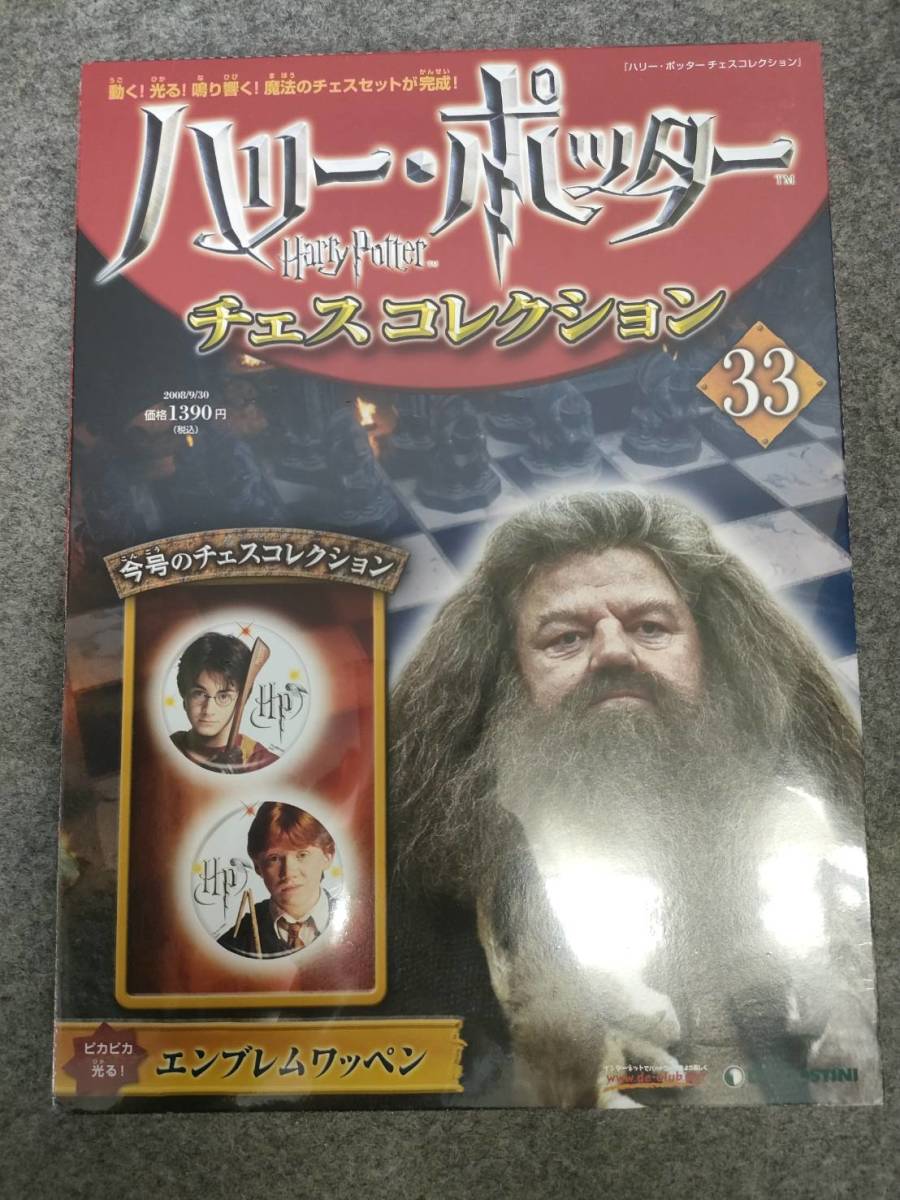 『ハリー・ポッター チェスコレクション』
動く!光る!鳴り響く!魔法のチェスセットが完成!
ハリー・ポッター
TM
Harry Potter
チェス コレクション
33
2008/9/30
価格1390円
(税込)
今号のチェスコレクション
HP
HP
ピカピカ
光る!
エンブレムワッペン